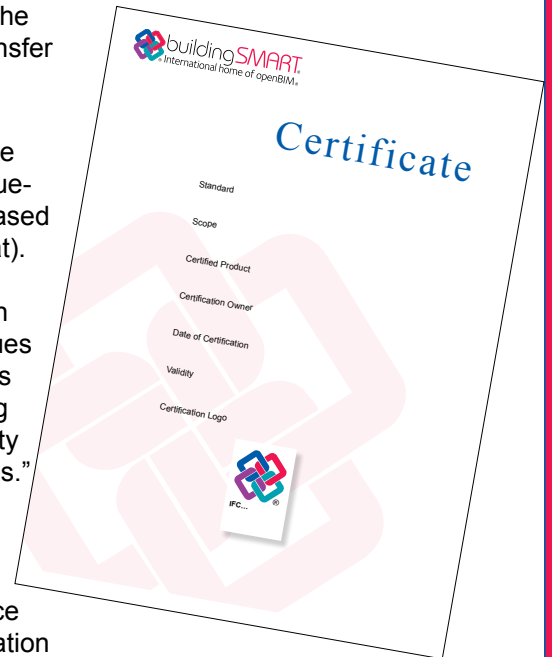 the
nsfer
e
ue-
ased
t).
n
ues
s
g
ty
s."
ce
ation
buildingSMART®
International home of openBIM®
Certificate
Standard
Scope
Certified Product
Certification Owner
Date of Certification
Validity
Certification Logo
IFC... ®